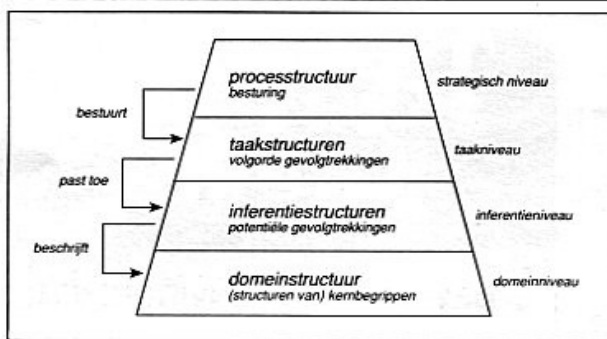 processtructuur
besturing
strategisch niveau
bestuurt
taakstructuren
volgorde gevolgtrekkingen
taakniveau
past toe
inferentiestructuren
potentiële gevolgtrekkingen
inferentieniveau
beschrijft
domeinstructuur
(structuren van) kernbegrippen
domeinniveau